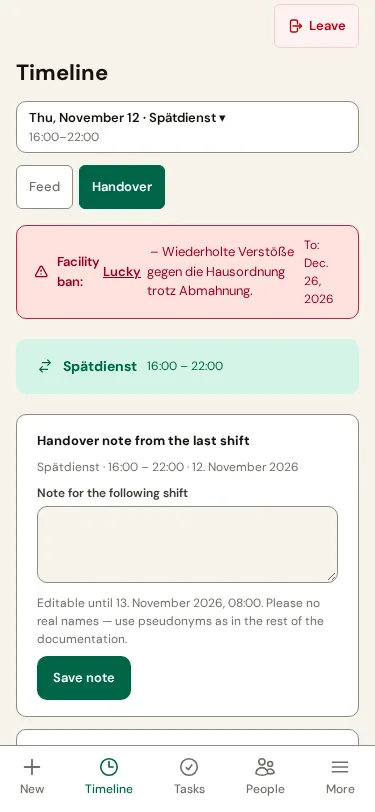 Leave
Timeline
Thu, November 12 · Spätdienst ▾
16:00–22:00
Feed
Handover
Facility ban:
Lucky
– Wiederholte Verstöße
gegen die Hausordnung
trotz Abmahnung.
To:
Dec.
26,
2026
Spätdienst 16:00 – 22:00
Handover note from the last shift
Spätdienst · 16:00 – 22:00 · 12. November 2026
Note for the following shift
Editable until 13. November 2026, 08:00. Please no
real names — use pseudonyms as in the rest of the
documentation.
Save note
New
Timeline
Tasks
People
More